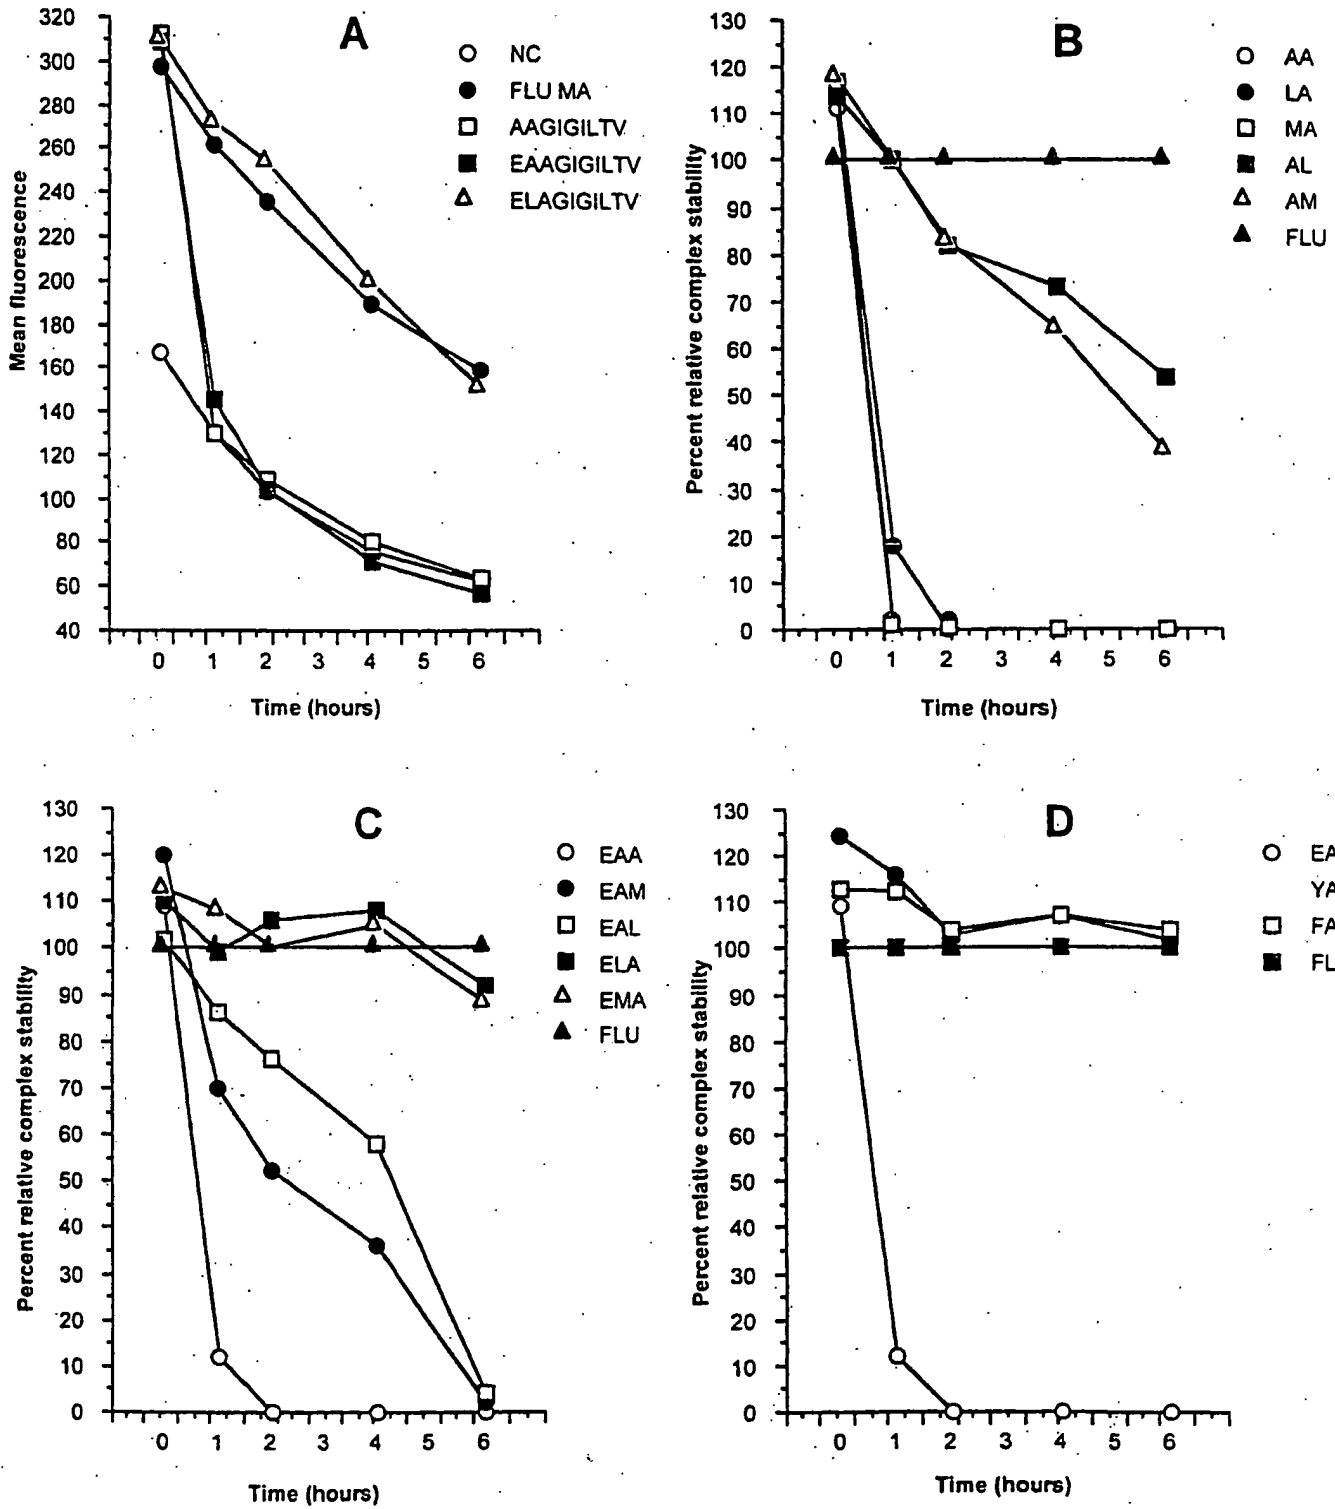 A
320
300
280
260
240
220
200
180
160
140
120
100
80
60
40
Mean fluorescence
0 1 2 3 4 5 6
Time (hours)
NC
FLU MA
AAGIGILTV
EAAGIGILTV
ELAGIGILTV
B
130
120
110
100
90
80
70
60
50
40
30
20
10
0
Percent relative complex stability
0 1 2 3 4 5 6
Time (hours)
AA
LA
MA
AL
AM
FLU
C
130
120
110
100
90
80
70
60
50
40
30
20
10
0
Percent relative complex stability
0 1 2 3 4 5 6
Time (hours)
EAA
EAM
EAL
ELA
EMA
FLU
D
130
120
110
100
90
80
70
60
50
40
30
20
10
0
Percent relative complex stability
0 1 2 3 4 5 6
Time (hours)
EA
YA
FA
FL